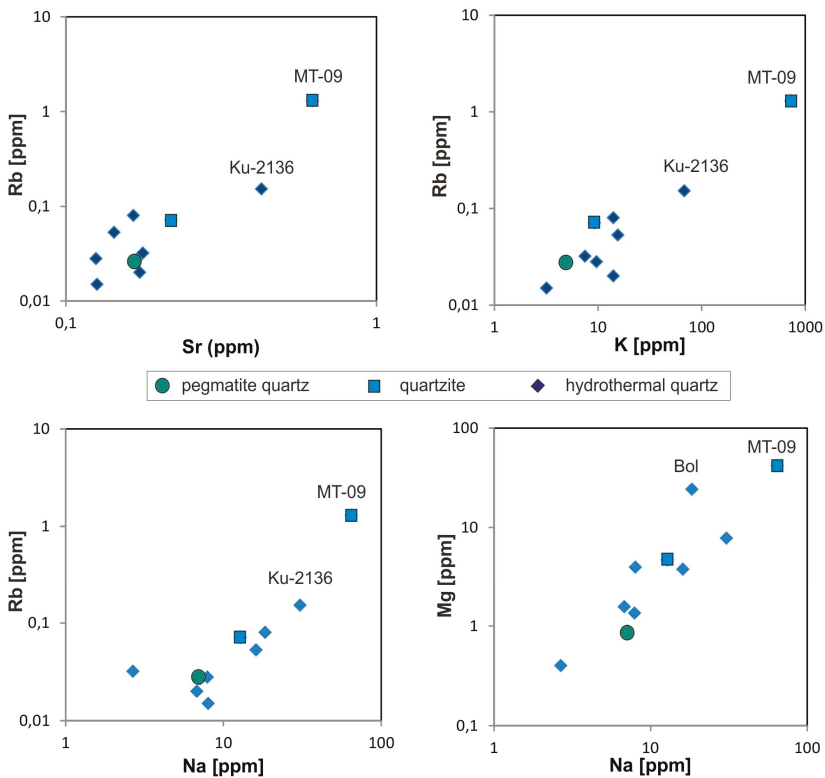 10
1
0,1
0,01
Rb [ppm]
MT-09
Ku-2136
0,1
1
Sr (ppm)
10
1
0,1
0,01
Rb [ppm]
MT-09
Ku-2136
1
10
100
1000
K [ppm]
pegmatite quartz
quartzite
hydrothermal quartz
10
1
0,1
0,01
Rb [ppm]
MT-09
Ku-2136
1
10
100
Na [ppm]
100
10
1
0,1
Mg [ppm]
MT-09
Bol
1
10
100
Na [ppm]